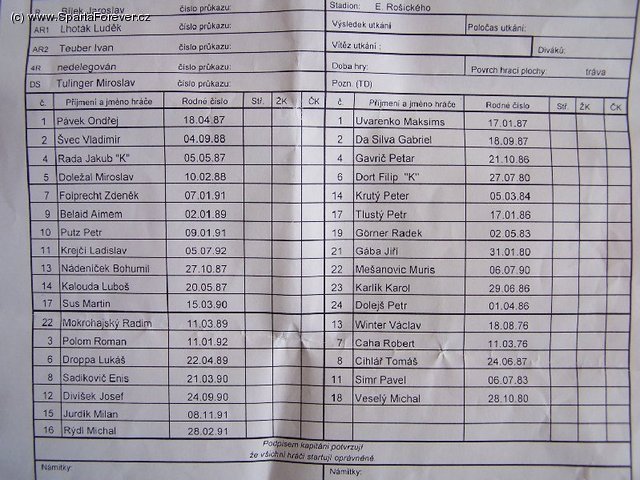 (c) www.SpartaForever.cz
R Šilek Jaroslav číslo průkazu: Stadion: E. Rošického
AR1 Lhoták Luděk číslo průkazu: Výsledek utkání Poločas utkání:
AR2 Teuber Ivan číslo průkazu: Vítěz utkání : Diváků:
4R nedelegován číslo průkazu: Doba hry: Povrch hrací plochy: tráva
DS Tulinger Miroslav číslo průkazu: Pozn. (TD)
č. Příjmení a jméno hráče Rodné číslo Stř. ŽK ČK č. Příjmení a jméno hráče Rodné číslo Stř. ŽK ČK
1 Pávek Ondřej 18.04.87 1 Uvarenko Maksims 17.01.87
2 Švec Vladimir 04.09.88 2 Da Silva Gabriel 18.09.87
4 Rada Jakub "K" 05.05.87 4 Gavrič Petar 21.10.86
5 Doležal Miroslav 10.02.88 6 Dort Filip "K" 27.07.80
7 Folprecht Zdeněk 07.01.91 14 Krutý Peter 05.03.84
9 Belaid Aimem 02.01.89 17 Tlustý Petr 17.01.86
10 Putz Petr 09.01.91 19 Görner Radek 02.05.83
11 Krejčí Ladislav 05.07.92 21 Gába Jiří 31.01.80
13 Nádeníček Bohumil 27.10.87 22 Mešanovic Muris 06.07.90
14 Kalouda Luboš 20.05.87 23 Karlík Karol 29.06.86
17 Sus Martin 15.03.90 24 Dolejš Petr 01.04.86
22 Mokrohajský Radim 11.03.89 13 Winter Václav 18.08.76
3 Polom Roman 11.01.92 7 Caha Robert 11.03.76
6 Droppa Lukáš 22.04.89 8 Cihlář Tomáš 24.06.87
8 Sadikovič Enis 21.03.90 11 Simr Pavel 06.07.83
12 Divíšek Josef 24.09.90 18 Veselý Michal 28.10.80
15 Jurdík Milan 08.11.91
16 Rýdl Michal 28.02.91
Podpisem kapitáni potvrzují
že všichni hráči startují oprávněně.
Námitky: Námitky: